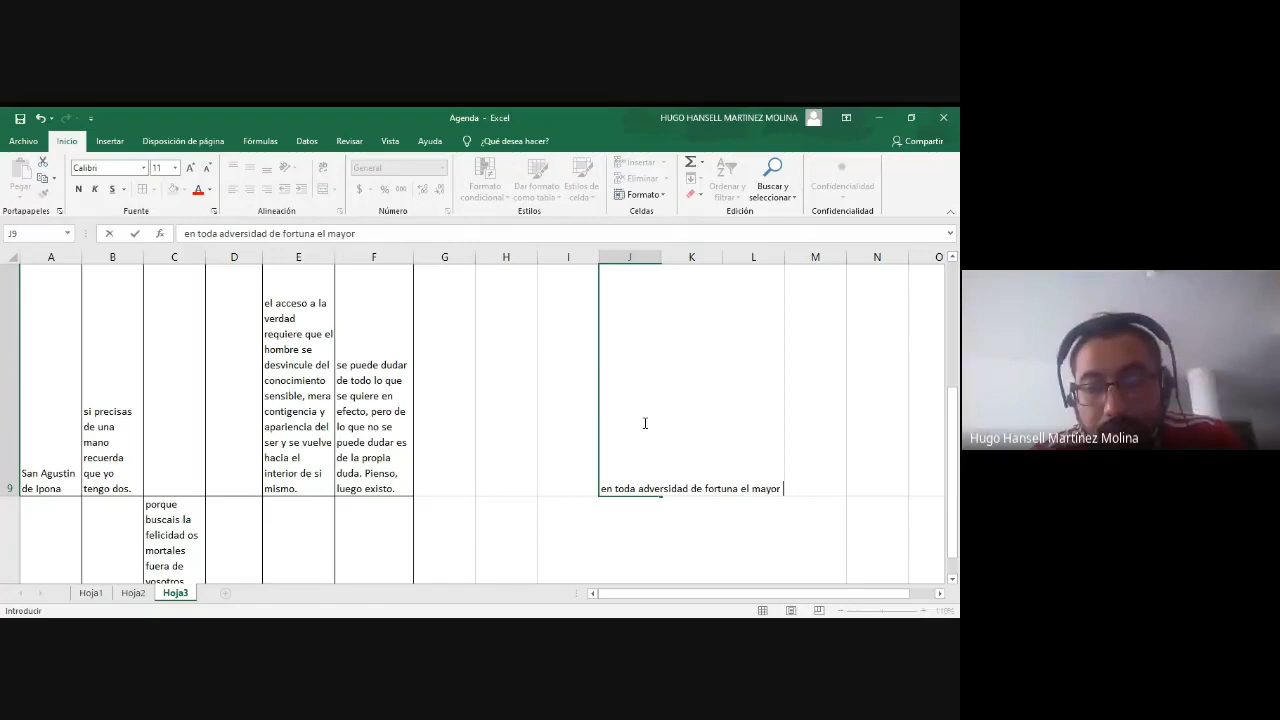 Agenda - Excel
HUGO HANSELL MARTINEZ MOLINA
Archivo Inicio Insertar Disposición de página Fórmulas Datos Revisar Vista Ayuda ¿Qué desea hacer? Compartir
Pegar
Calibri 11
N K S
General
% 000
Formato condicional
Dar formato como tabla
Estilos de celda
Insertar
Eliminar
Formato
Ordenar y filtrar
Buscar y seleccionar
Confidencialidad
Portapapeles Fuente Alineación Número Estilos Celdas Edición Confidencialidad
J9 fx en toda adversidad de fortuna el mayor
A B C D E F G H I J K L M N O
9
San Agustin
de Ipona
si precisas
de una
mano
recuerda
que yo
tengo dos.
porque
buscais la
felicidad os
mortales
fuera de
vosotros
el acceso a la
verdad
requiere que el
hombre se
desvincule del
conocimiento
sensible, mera
contigencia y
apariencia del
ser y se vuelve
hacia el
interior de si
mismo.
se puede dudar
de todo lo que
se quiere en
efecto, pero de
lo que no se
puede dudar es
de la propia
duda. Pienso,
luego existo.
en toda adversidad de fortuna el mayor
Hoja1 Hoja2 Hoja3
Introducir
110%
Hugo Hansell Martinez Molina